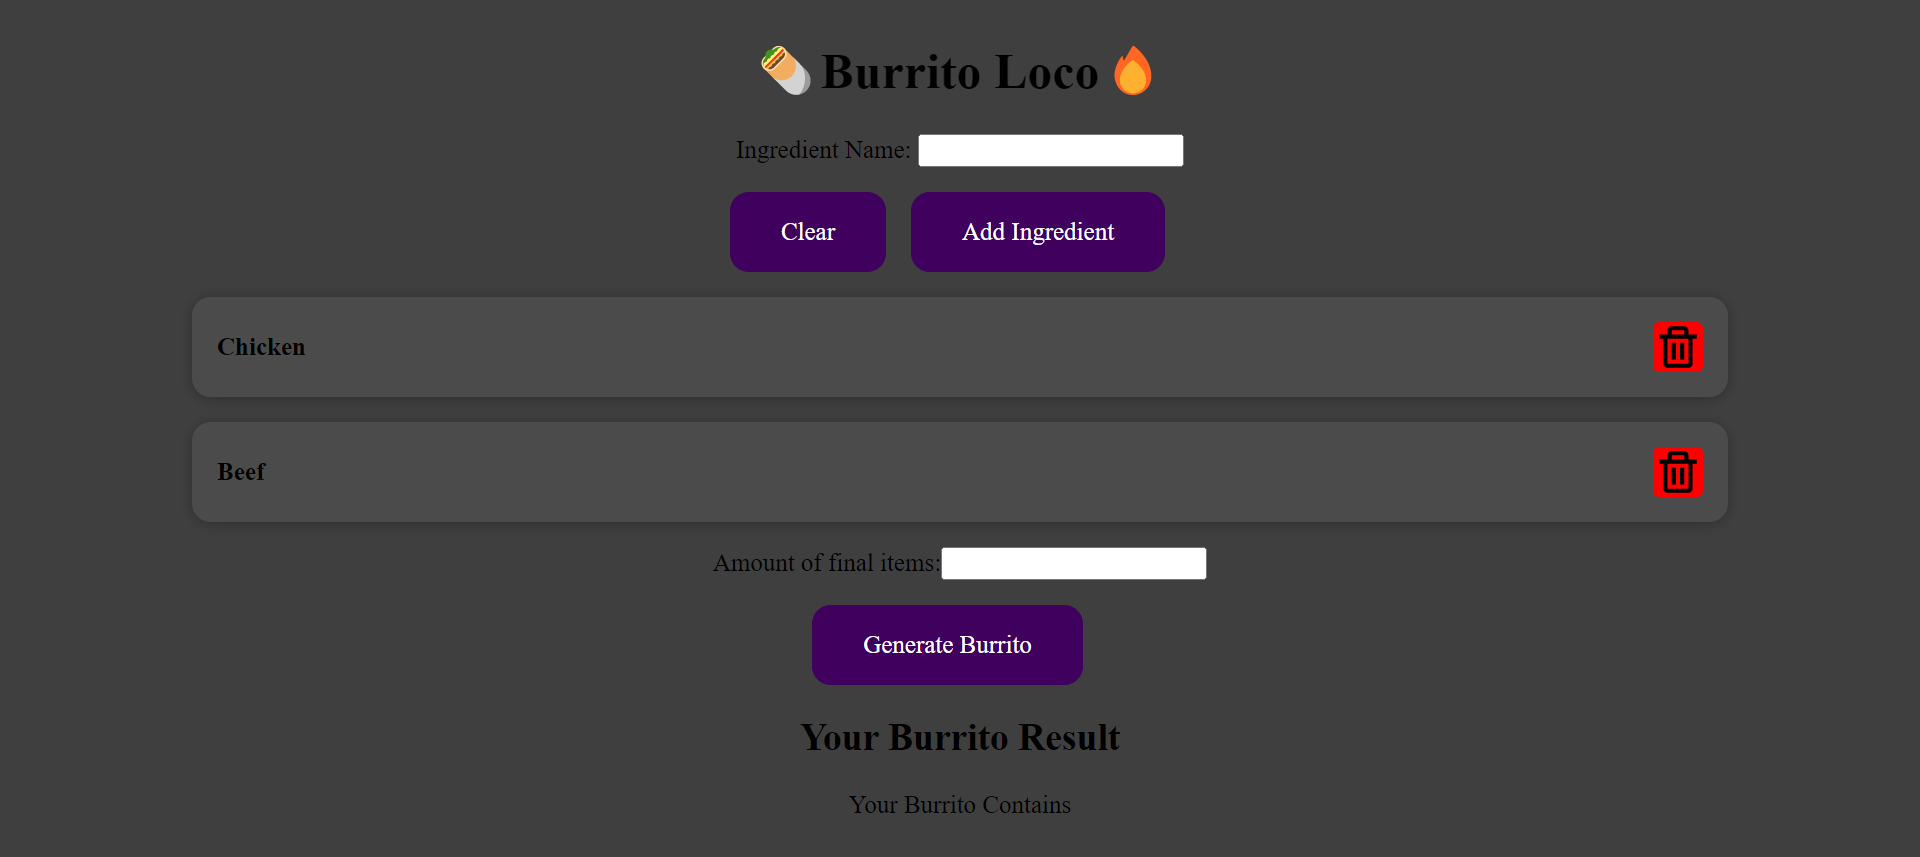 Burrito Loco
Ingredient Name:
Clear Add Ingredient
Chicken
Beef
Amount of final items:
Generate Burrito
Your Burrito Result
Your Burrito Contains